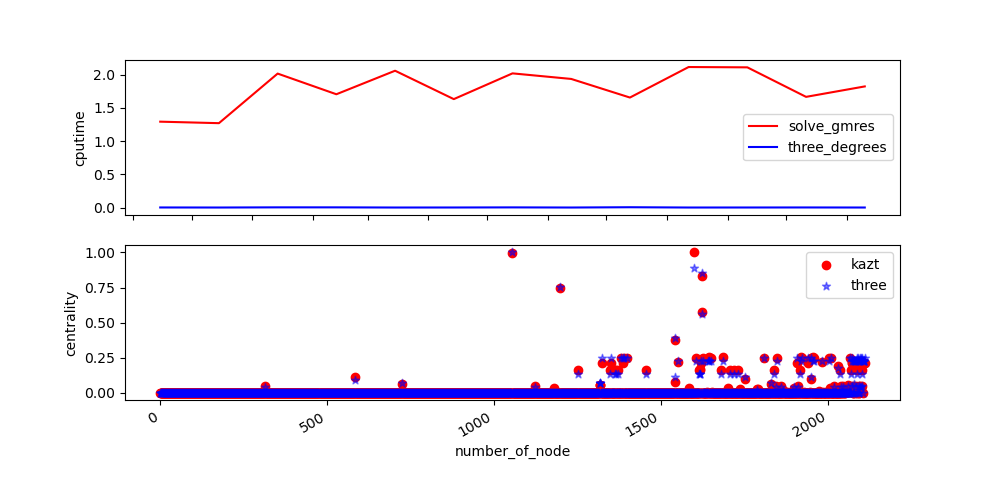 2.0
1.5
1.0
0.5
0.0
cputime
solve_gmres
three_degrees
1.00
0.75
0.50
0.25
0.00
centrality
kazt
three
0 500 1000 1500 2000
number_of_node